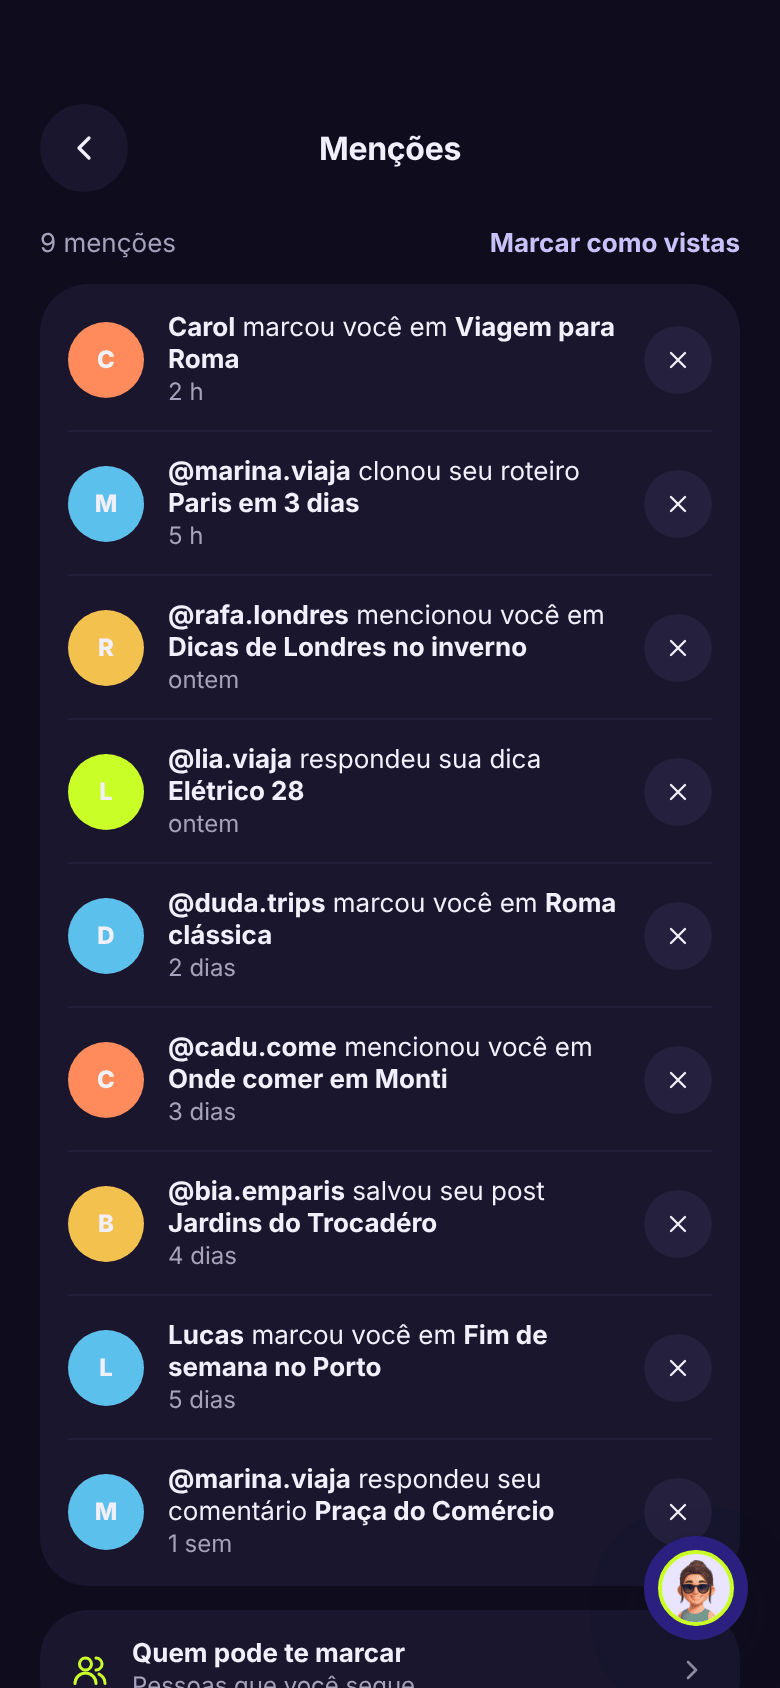 Menções
9 menções
Marcar como vistas
C
Carol marcou você em Viagem para
Roma
2 h
M
@marina.viaja clonou seu roteiro
Paris em 3 dias
5 h
R
@rafa.londres mencionou você em
Dicas de Londres no inverno
ontem
L
@lia.viaja respondeu sua dica
Elétrico 28
ontem
D
@duda.trips marcou você em Roma
clássica
2 dias
C
@cadu.come mencionou você em
Onde comer em Monti
3 dias
B
@bia.emparis salvou seu post
Jardins do Trocadéro
4 dias
L
Lucas marcou você em Fim de
semana no Porto
5 dias
M
@marina.viaja respondeu seu
comentário Praça do Comércio
1 sem
Quem pode te marcar
Pessoas que você segue